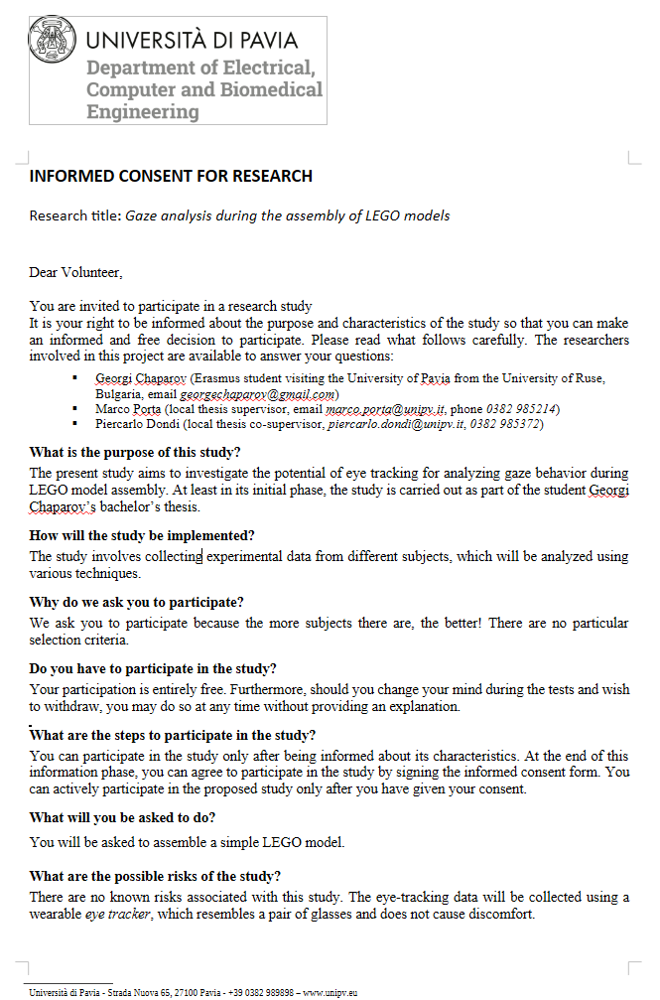 UNIVERSITÀ DI PAVIA
Department of Electrical,
Computer and Biomedical
Engineering
INFORMED CONSENT FOR RESEARCH
Research title: Gaze analysis during the assembly of LEGO models
Dear Volunteer,
You are invited to participate in a research study
It is your right to be informed about the purpose and characteristics of the study so that you can make
an informed and free decision to participate. Please read what follows carefully. The researchers
involved in this project are available to answer your questions:
▪ Georgi Chaparov (Erasmus student visiting the University of Pavia from the University of Ruse,
Bulgaria, email georgechaparov@gmail.com)
▪ Marco Porta (local thesis supervisor, email marco.porta@unipv.it, phone 0382 985214)
▪ Piercarlo Dondi (local thesis co-supervisor, piercarlo.dondi@unipv.it, 0382 985372)
What is the purpose of this study?
The present study aims to investigate the potential of eye tracking for analyzing gaze behavior during
LEGO model assembly. At least in its initial phase, the study is carried out as part of the student Georgi
Chaparov's bachelor's thesis.
How will the study be implemented?
The study involves collecting experimental data from different subjects, which will be analyzed using
various techniques.
Why do we ask you to participate?
We ask you to participate because the more subjects there are, the better! There are no particular
selection criteria.
Do you have to participate in the study?
Your participation is entirely free. Furthermore, should you change your mind during the tests and wish
to withdraw, you may do so at any time without providing an explanation.
What are the steps to participate in the study?
You can participate in the study only after being informed about its characteristics. At the end of this
information phase, you can agree to participate in the study by signing the informed consent form. You
can actively participate in the proposed study only after you have given your consent.
What will you be asked to do?
You will be asked to assemble a simple LEGO model.
What are the possible risks of the study?
There are no known risks associated with this study. The eye-tracking data will be collected using a
wearable eye tracker, which resembles a pair of glasses and does not cause discomfort.
Università di Pavia - Strada Nuova 65, 27100 Pavia - +39 0382 989898 – www.unipv.eu